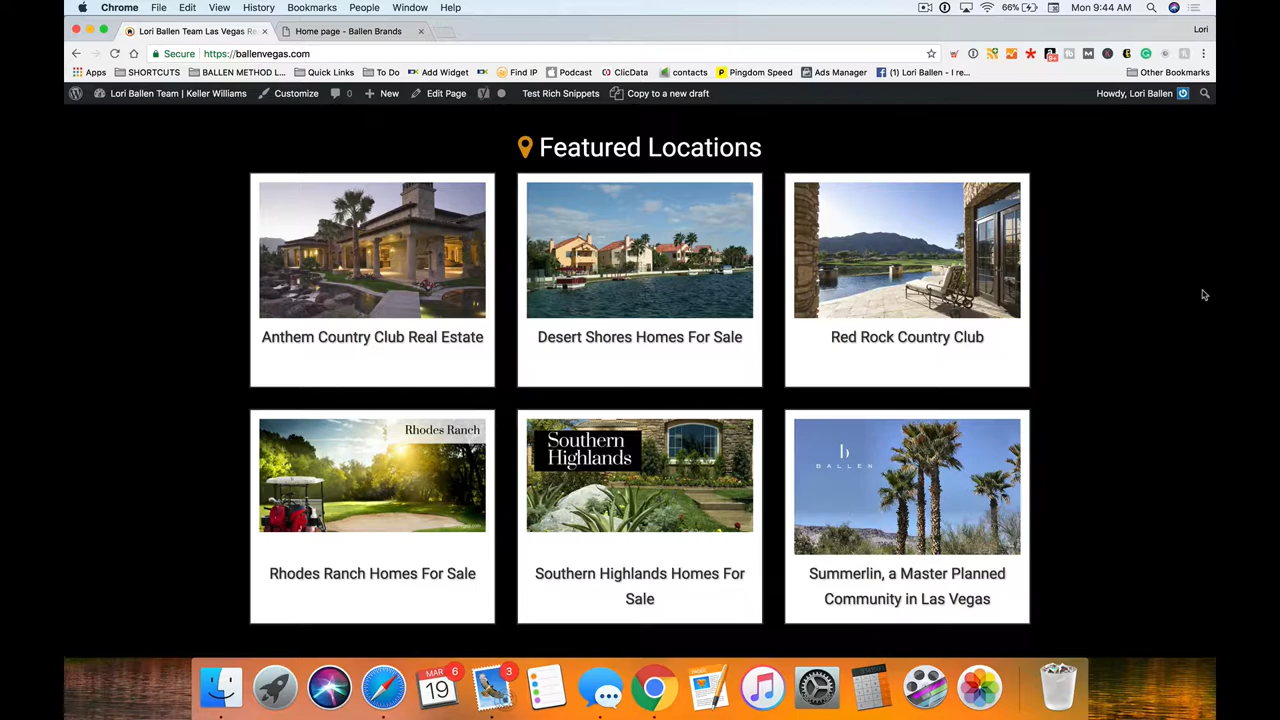 Chrome File Edit View History Bookmarks People Window Help
66% Mon 9:44 AM
Lori Ballen Team Las Vegas Re Home page - Ballen Brands Lori
Secure https://ballenvegas.com
Apps SHORTCUTS BALLEN METHOD L... Quick Links To Do Add Widget Find IP Podcast ClicData contacts Pingdom Speed Ads Manager () Lori Ballen - I re... Other Bookmarks
Lori Ballen Team | Keller Williams Customize 0 New Edit Page Test Rich Snippets Copy to a new draft Howdy, Lori Ballen
Featured Locations
Anthem Country Club Real Estate
Desert Shores Homes For Sale
Red Rock Country Club
Rhodes Ranch
Rhodes Ranch Homes For Sale
Southern
Highlands
Southern Highlands Homes For
Sale
b
BALLEN
Summerlin, a Master Planned
Community in Las Vegas
MAR 6
19
3